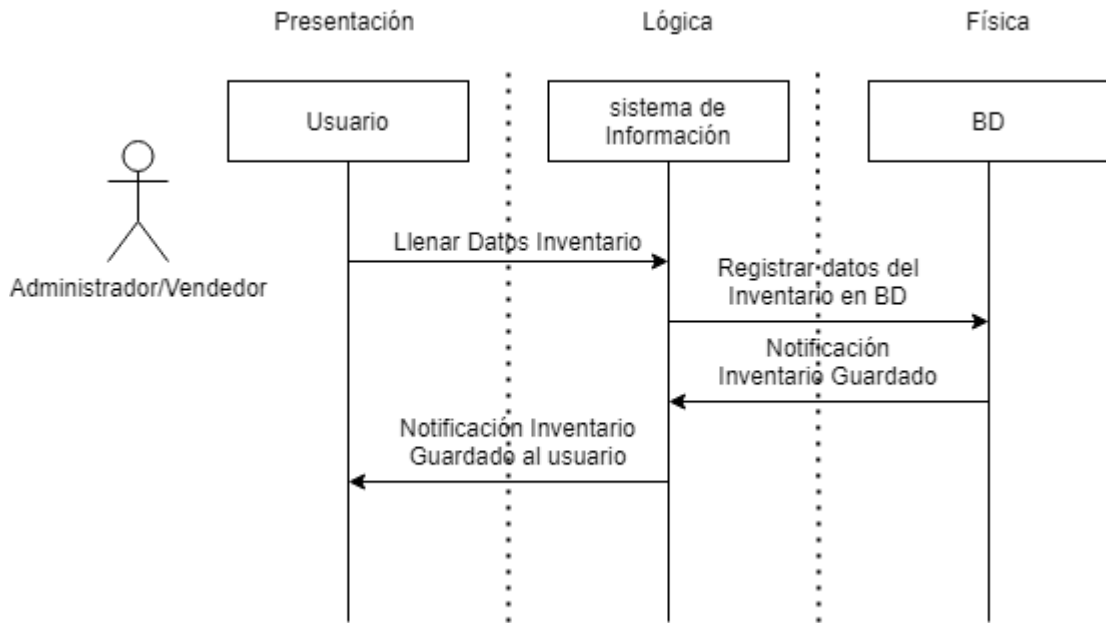 Presentación
Lógica
Física
Usuario
sistema de
Información
BD
Administrador/Vendedor
Llenar Datos Inventario
Registrar datos del
Inventario en BD
Notificación
Inventario Guardado
Notificación Inventario
Guardado al usuario